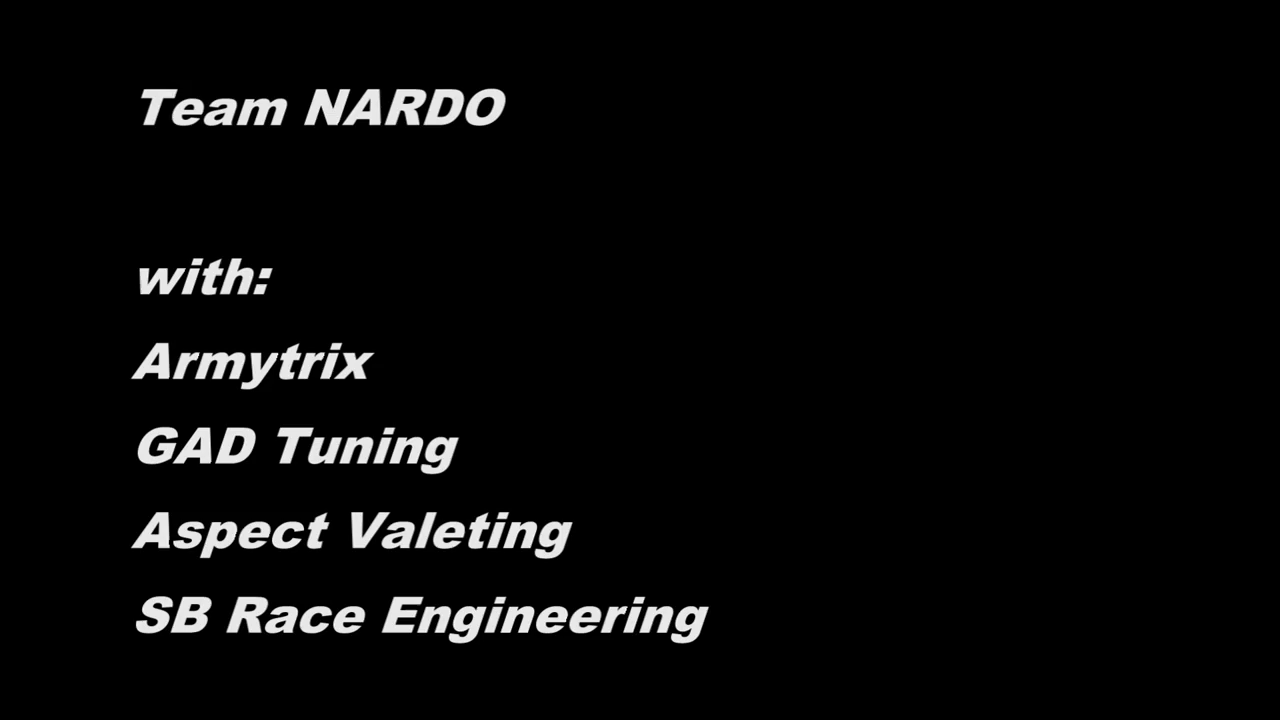 Team NARDO
with:
Armytrix
GAD Tuning
Aspect Valeting
SB Race Engineering